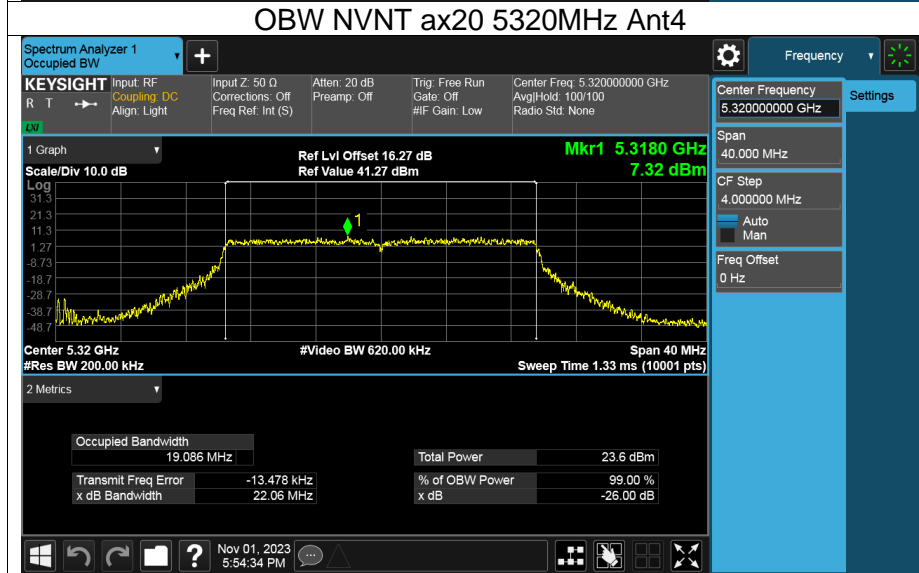 OBW NVNT ax20 5320MHz Ant4
Spectrum Analyzer 1
Occupied BW
+
Frequency
KEYSIGHT
R T
LXI
Input: RF
Coupling: DC
Align: Light
Input Z: 50 Ω
Corrections: Off
Freq Ref: Int (S)
Atten: 20 dB
Preamp: Off
Trig: Free Run
Gate: Off
#IF Gain: Low
Center Freq: 5.320000000 GHz
Avg|Hold: 100/100
Radio Std: None
Center Frequency
5.320000000 GHz
Settings
Span
40.000 MHz
CF Step
4.000000 MHz
Auto
Man
Freq Offset
0 Hz
1 Graph
Scale/Div 10.0 dB
Ref Lvl Offset 16.27 dB
Ref Value 41.27 dBm
Mkr1 5.3180 GHz
7.32 dBm
Log
31.3
21.3
11.3
1.27
-8.73
-18.7
-28.7
-38.7
-48.7
1
Center 5.32 GHz
#Res BW 200.00 kHz
#Video BW 620.00 kHz
Span 40 MHz
Sweep Time 1.33 ms (10001 pts)
2 Metrics
Occupied Bandwidth
19.086 MHz
Total Power 23.6 dBm
Transmit Freq Error -13.478 kHz
% of OBW Power 99.00 %
x dB Bandwidth 22.06 MHz
x dB -26.00 dB
?
Nov 01, 2023
5:54:34 PM